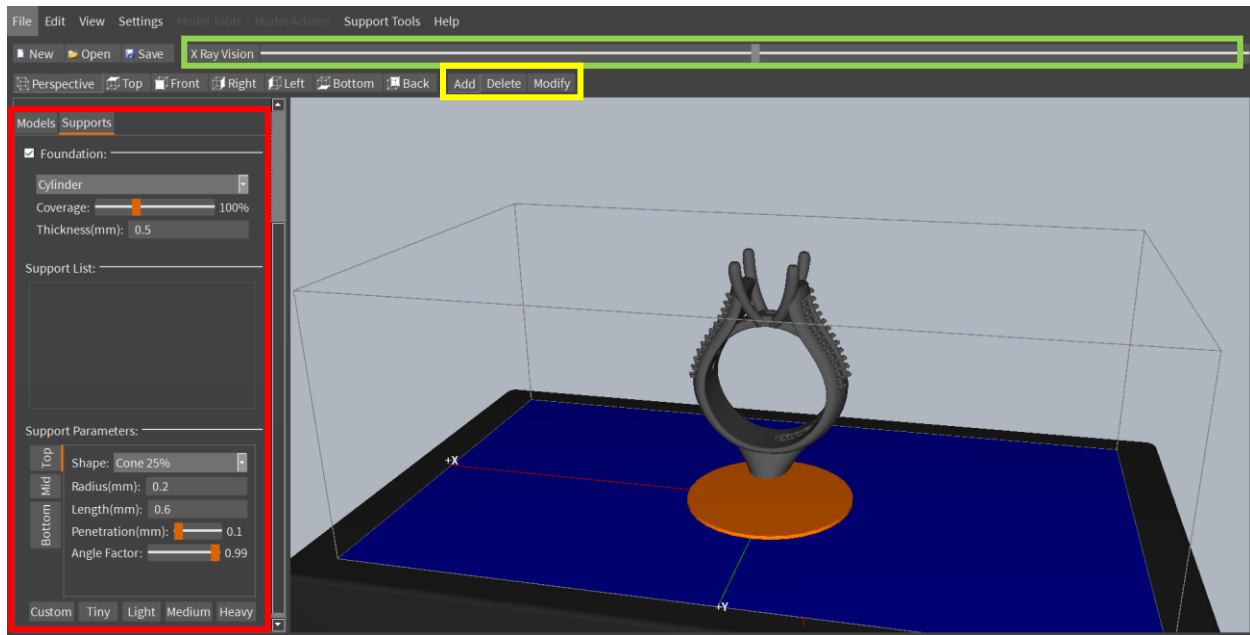 File Edit View Settings Model Tools Model Actions Support Tools Help
New Open Save X Ray Vision
Perspective Top Front Right Left Bottom Back Add Delete Modify
Models Supports
Foundation:
Cylinder
Coverage: 100%
Thickness(mm): 0.5
Support List:
Support Parameters:
Top
Mid
Bottom
Shape: Cone 25%
Radius(mm): 0.2
Length(mm): 0.6
Penetration(mm): 0.1
Angle Factor: 0.99
Custom Tiny Light Medium Heavy
+X
+Y